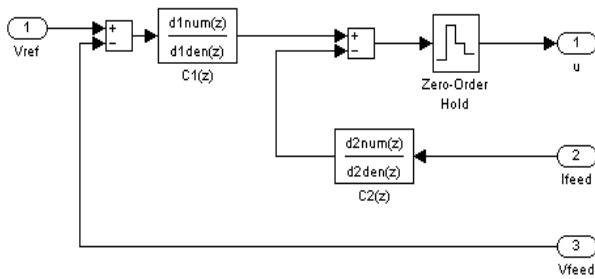 1
Vref
+
−
d1num(z)
d1den(z)
C1(z)
+
−
Zero-Order
Hold
1
u
d2num(z)
d2den(z)
C2(z)
2
Ifeed
3
Vfeed